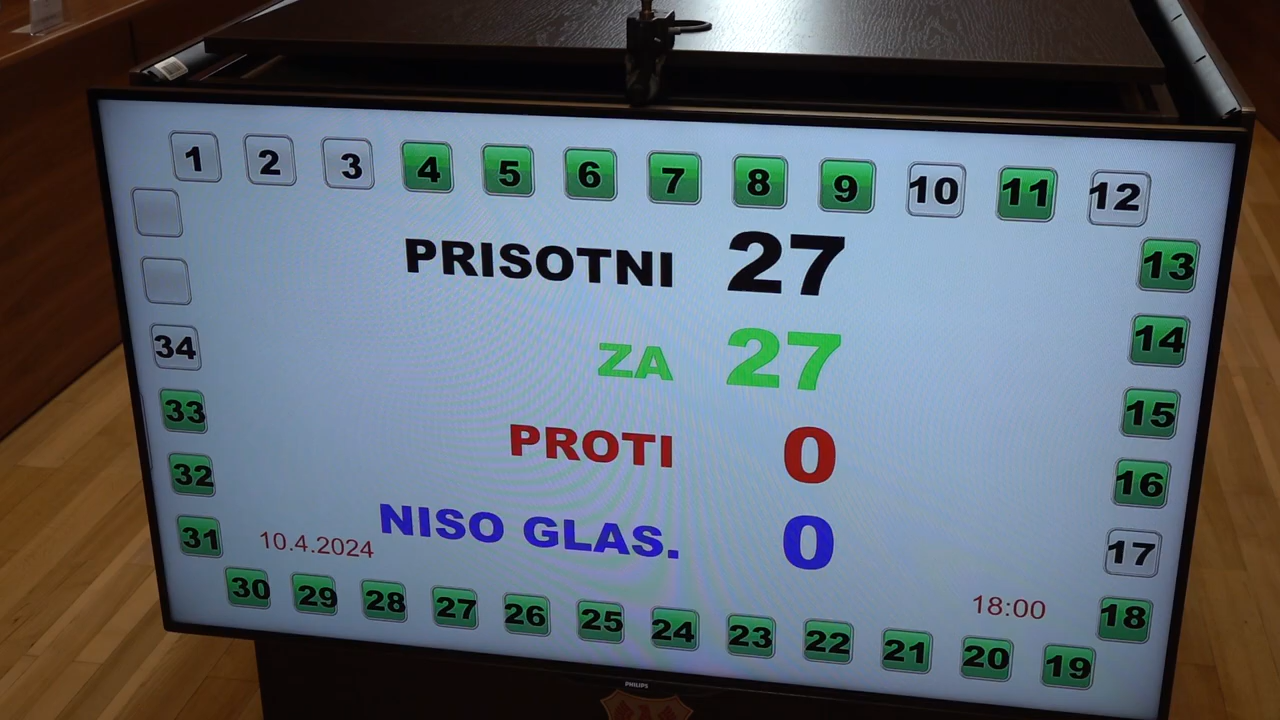 1 2 3 4 5 6 7 8 9 10 11 12
PRISOTNI 27
13
ZA 27
34
14
PROTI 0
33
15
32
16
NISO GLAS. 0
31
10.4.2024
17
18:00
18
30 29 28 27 26 25 24 23 22 21 20 19
PHILIPS